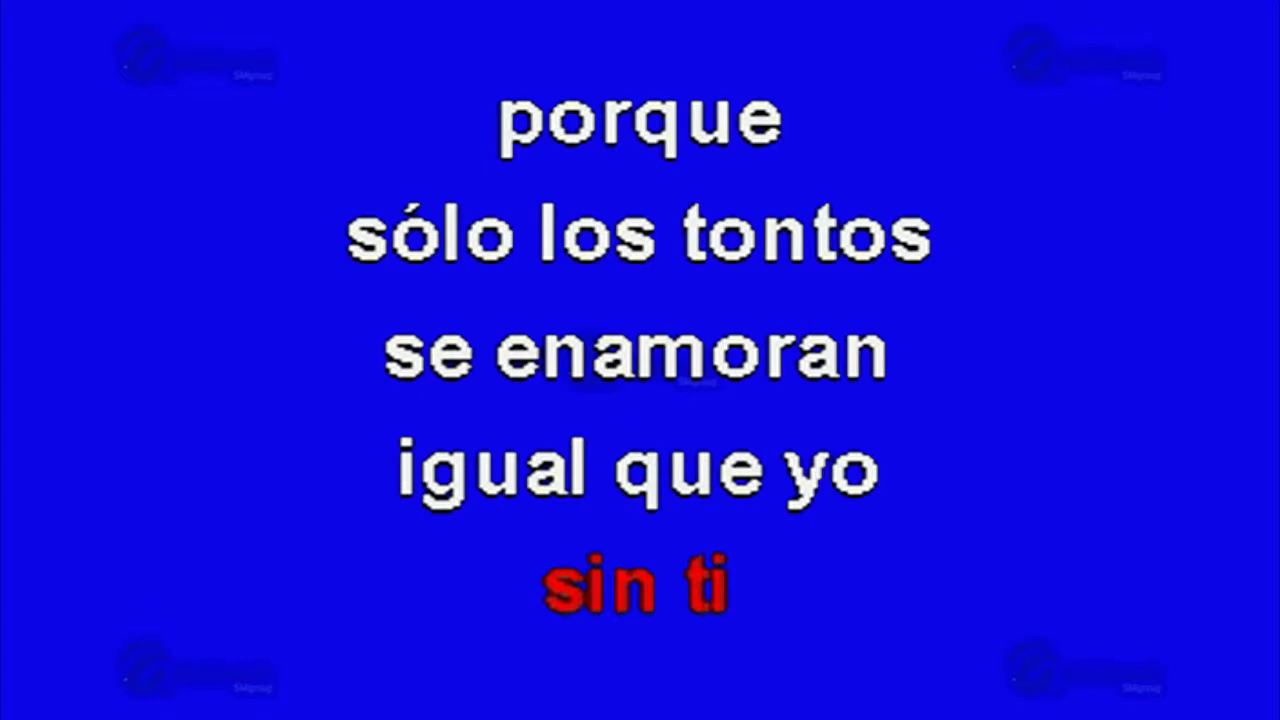 porque
sólo los tontos
se enamoran
igual que yo
sin ti